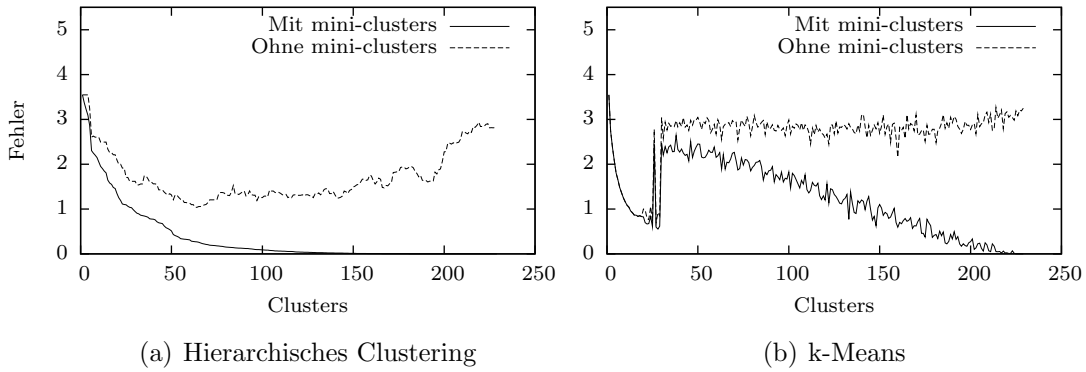 5
4
3
2
1
0
Fehler
0 50 100 150 200 250
Clusters
Mit mini-clusters
Ohne mini-clusters
(a) Hierarchisches Clustering
5
4
3
2
1
0
0 50 100 150 200 250
Clusters
Mit mini-clusters
Ohne mini-clusters
(b) k-Means